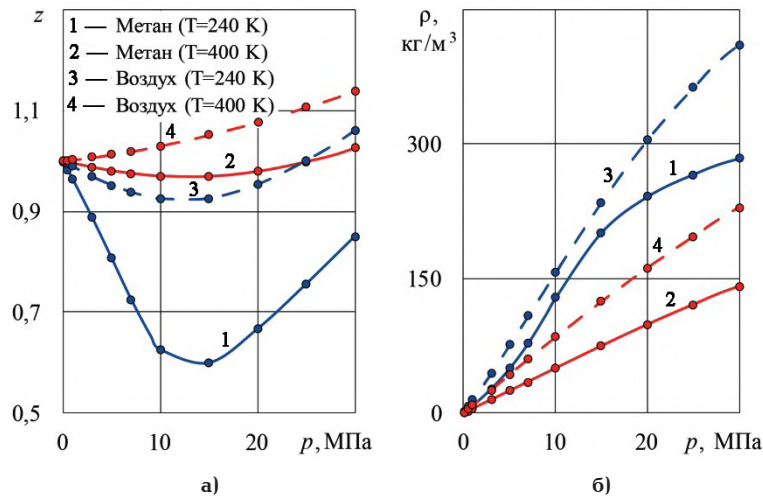 z
1 — Метан (T=240 K)
2 — Метан (T=400 K)
3 — Воздух (T=240 K)
4 — Воздух (T=400 K)
1,1
0,9
0,7
0,5
4
2
3
1
0
10
20
p, МПа
а)
ρ,
кг/м³
300
150
0
3
1
4
2
0
10
20
p, МПа
б)